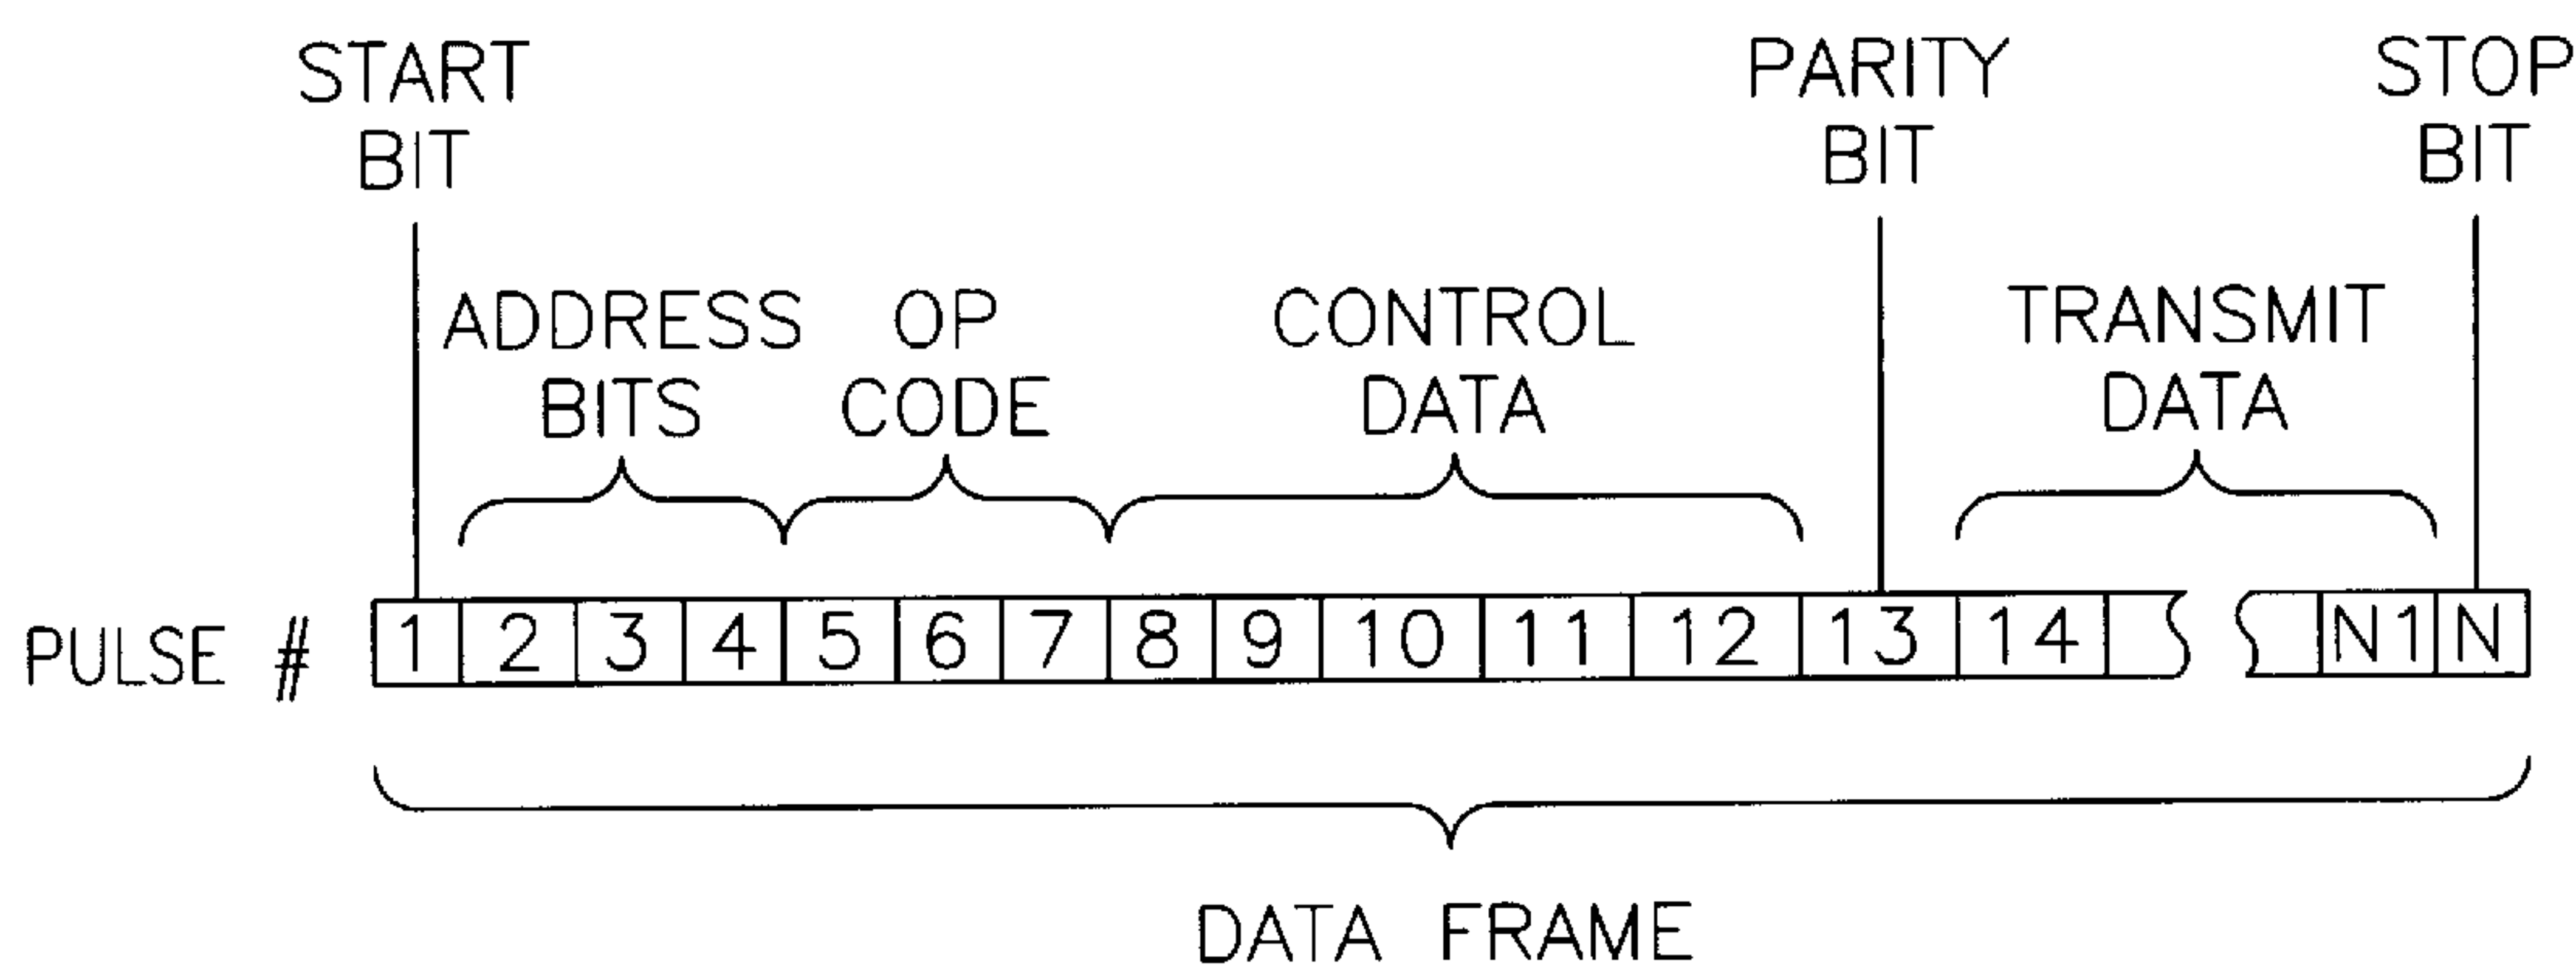 START
BIT
PARITY
BIT
STOP
BIT
ADDRESS
BITS
OP
CODE
CONTROL
DATA
TRANSMIT
DATA
PULSE # 1 2 3 4 5 6 7 8 9 10 11 12 13 14 N1 N
DATA FRAME